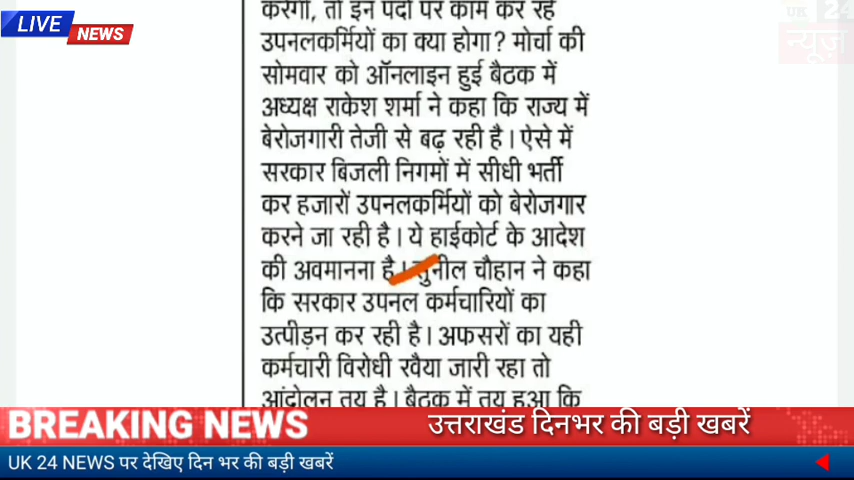 LIVE
NEWS
UK 24
न्यूज़
करेगी, तो इन पदों पर काम कर रहे
उपनलकर्मियों का क्या होगा? मोर्चा की
सोमवार को ऑनलाइन हुई बैठक में
अध्यक्ष राकेश शर्मा ने कहा कि राज्य में
बेरोजगारी तेजी से बढ़ रही है। ऐसे में
सरकार बिजली निगमों में सीधी भर्ती
कर हजारों उपनलकर्मियों को बेरोजगार
करने जा रही है। ये हाईकोर्ट के आदेश
की अवमानना है। सुनील चौहान ने कहा
कि सरकार उपनल कर्मचारियों का
उत्पीड़न कर रही है। अफसरों का यही
कर्मचारी विरोधी रवैया जारी रहा तो
आंदोलन तय है। बैठक में तय हुआ कि
BREAKING NEWS
उत्तराखंड दिनभर की बड़ी खबरें
UK 24 NEWS पर देखिए दिन भर की बड़ी खबरें